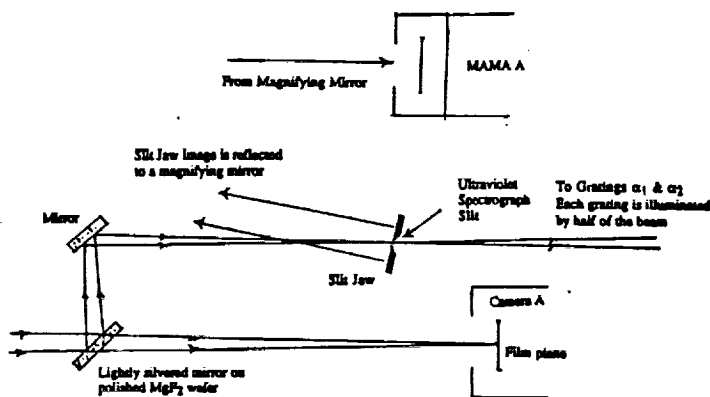 MAMA A
From Magnifying Mirror
Slit Jaw Image is reflected
to a magnifying mirror
Ultraviolet
Spectrograph
Slit
To Gratings α₁ & α₂
Each grating is illuminated
by half of the beam
Mirror
Slit Jaw
Camera A
Film plane
Lightly silvered mirror on
polished MgF₂ wafer